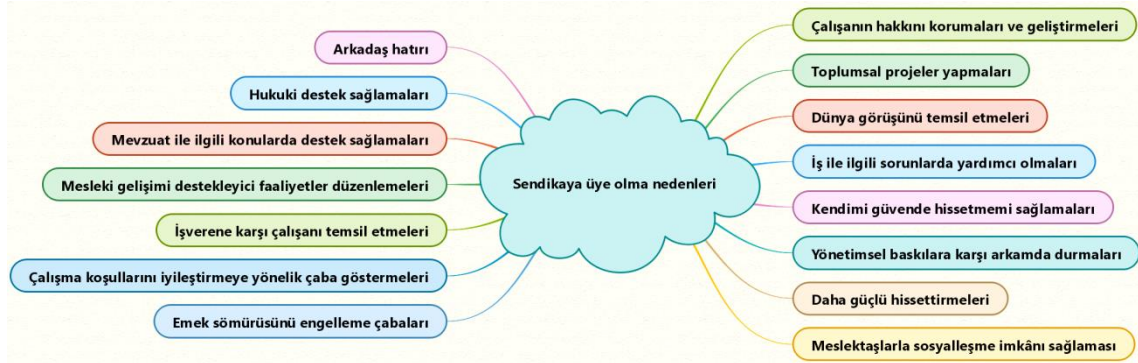 Arkadaş hatırı
Hukuki destek sağlamaları
Mevzuat ile ilgili konularda destek sağlamaları
Mesleki gelişimi destekleyici faaliyetler düzenlemeleri
İşverene karşı çalışanı temsil etmeleri
Çalışma koşullarını iyileştirmeye yönelik çaba göstermeleri
Emek sömürüsünü engelleme çabaları
Sendikaya üye olma nedenleri
Çalışanın hakkını korumaları ve geliştirmeleri
Toplumsal projeler yapmaları
Dünya görüşünü temsil etmeleri
İş ile ilgili sorunlarda yardımcı olmaları
Kendimi güvende hissetmemi sağlamaları
Yönetimsel baskılara karşı arkamda durmaları
Daha güçlü hissettirmeleri
Meslektaşlarla sosyalleşme imkânı sağlaması